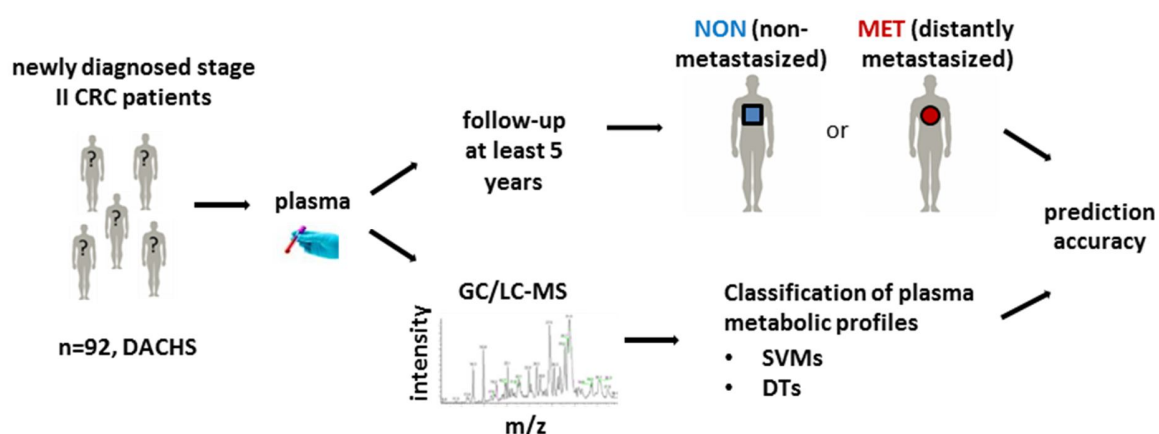 newly diagnosed stage
II CRC patients
?
?
?
?
?
n=92, DACHS
plasma
follow-up
at least 5
years
NON (non-
metastasized)
or
MET (distantly
metastasized)
GC/LC-MS
intensity
m/z
Classification of plasma
metabolic profiles
• SVMs
• DTs
prediction
accuracy